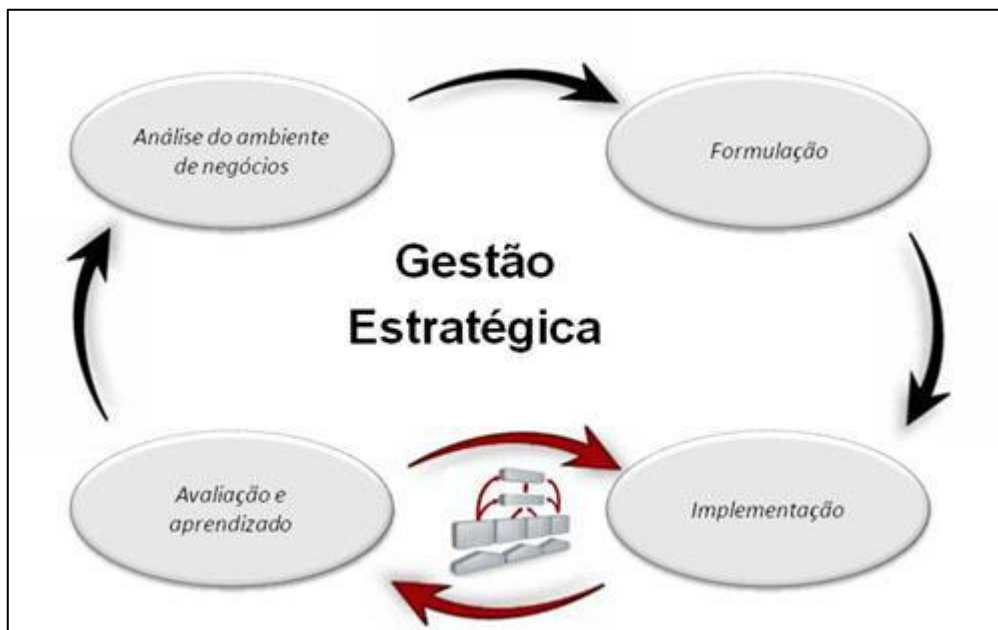 Análise do ambiente
de negócios
Formulação
Gestão
Estratégica
Avaliação e
aprendizado
Implementação